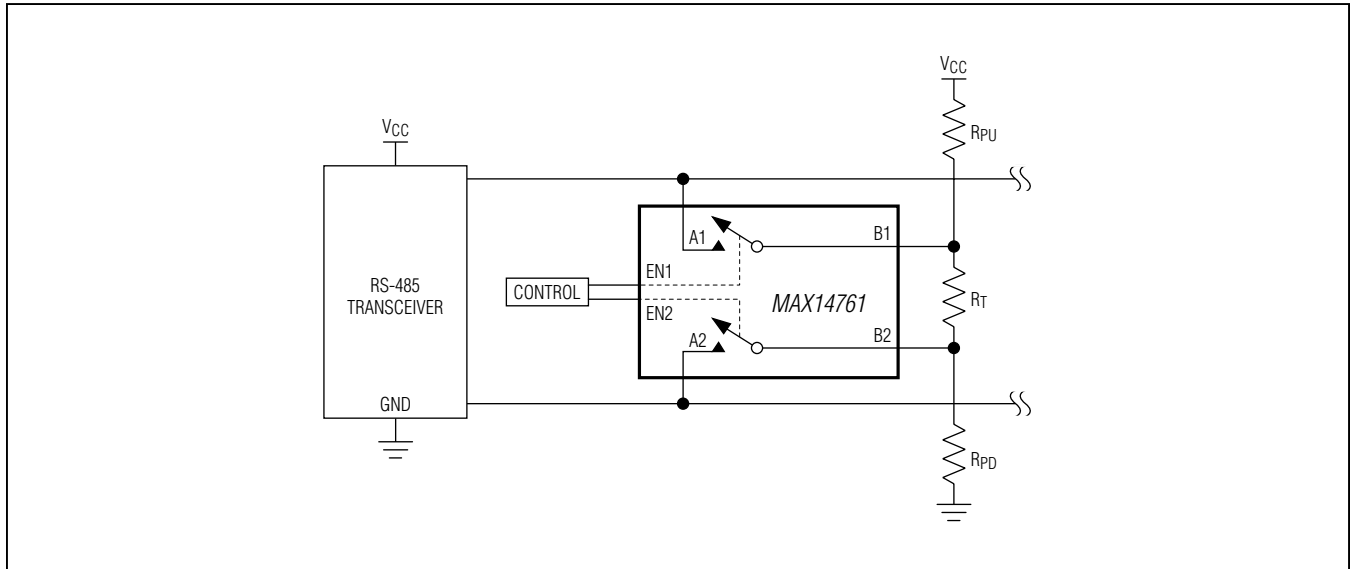 VCC
RPU
VCC
A1
B1
EN1
RS-485
TRANSCEIVER
CONTROL
MAX14761
RT
EN2
A2
B2
GND
RPD